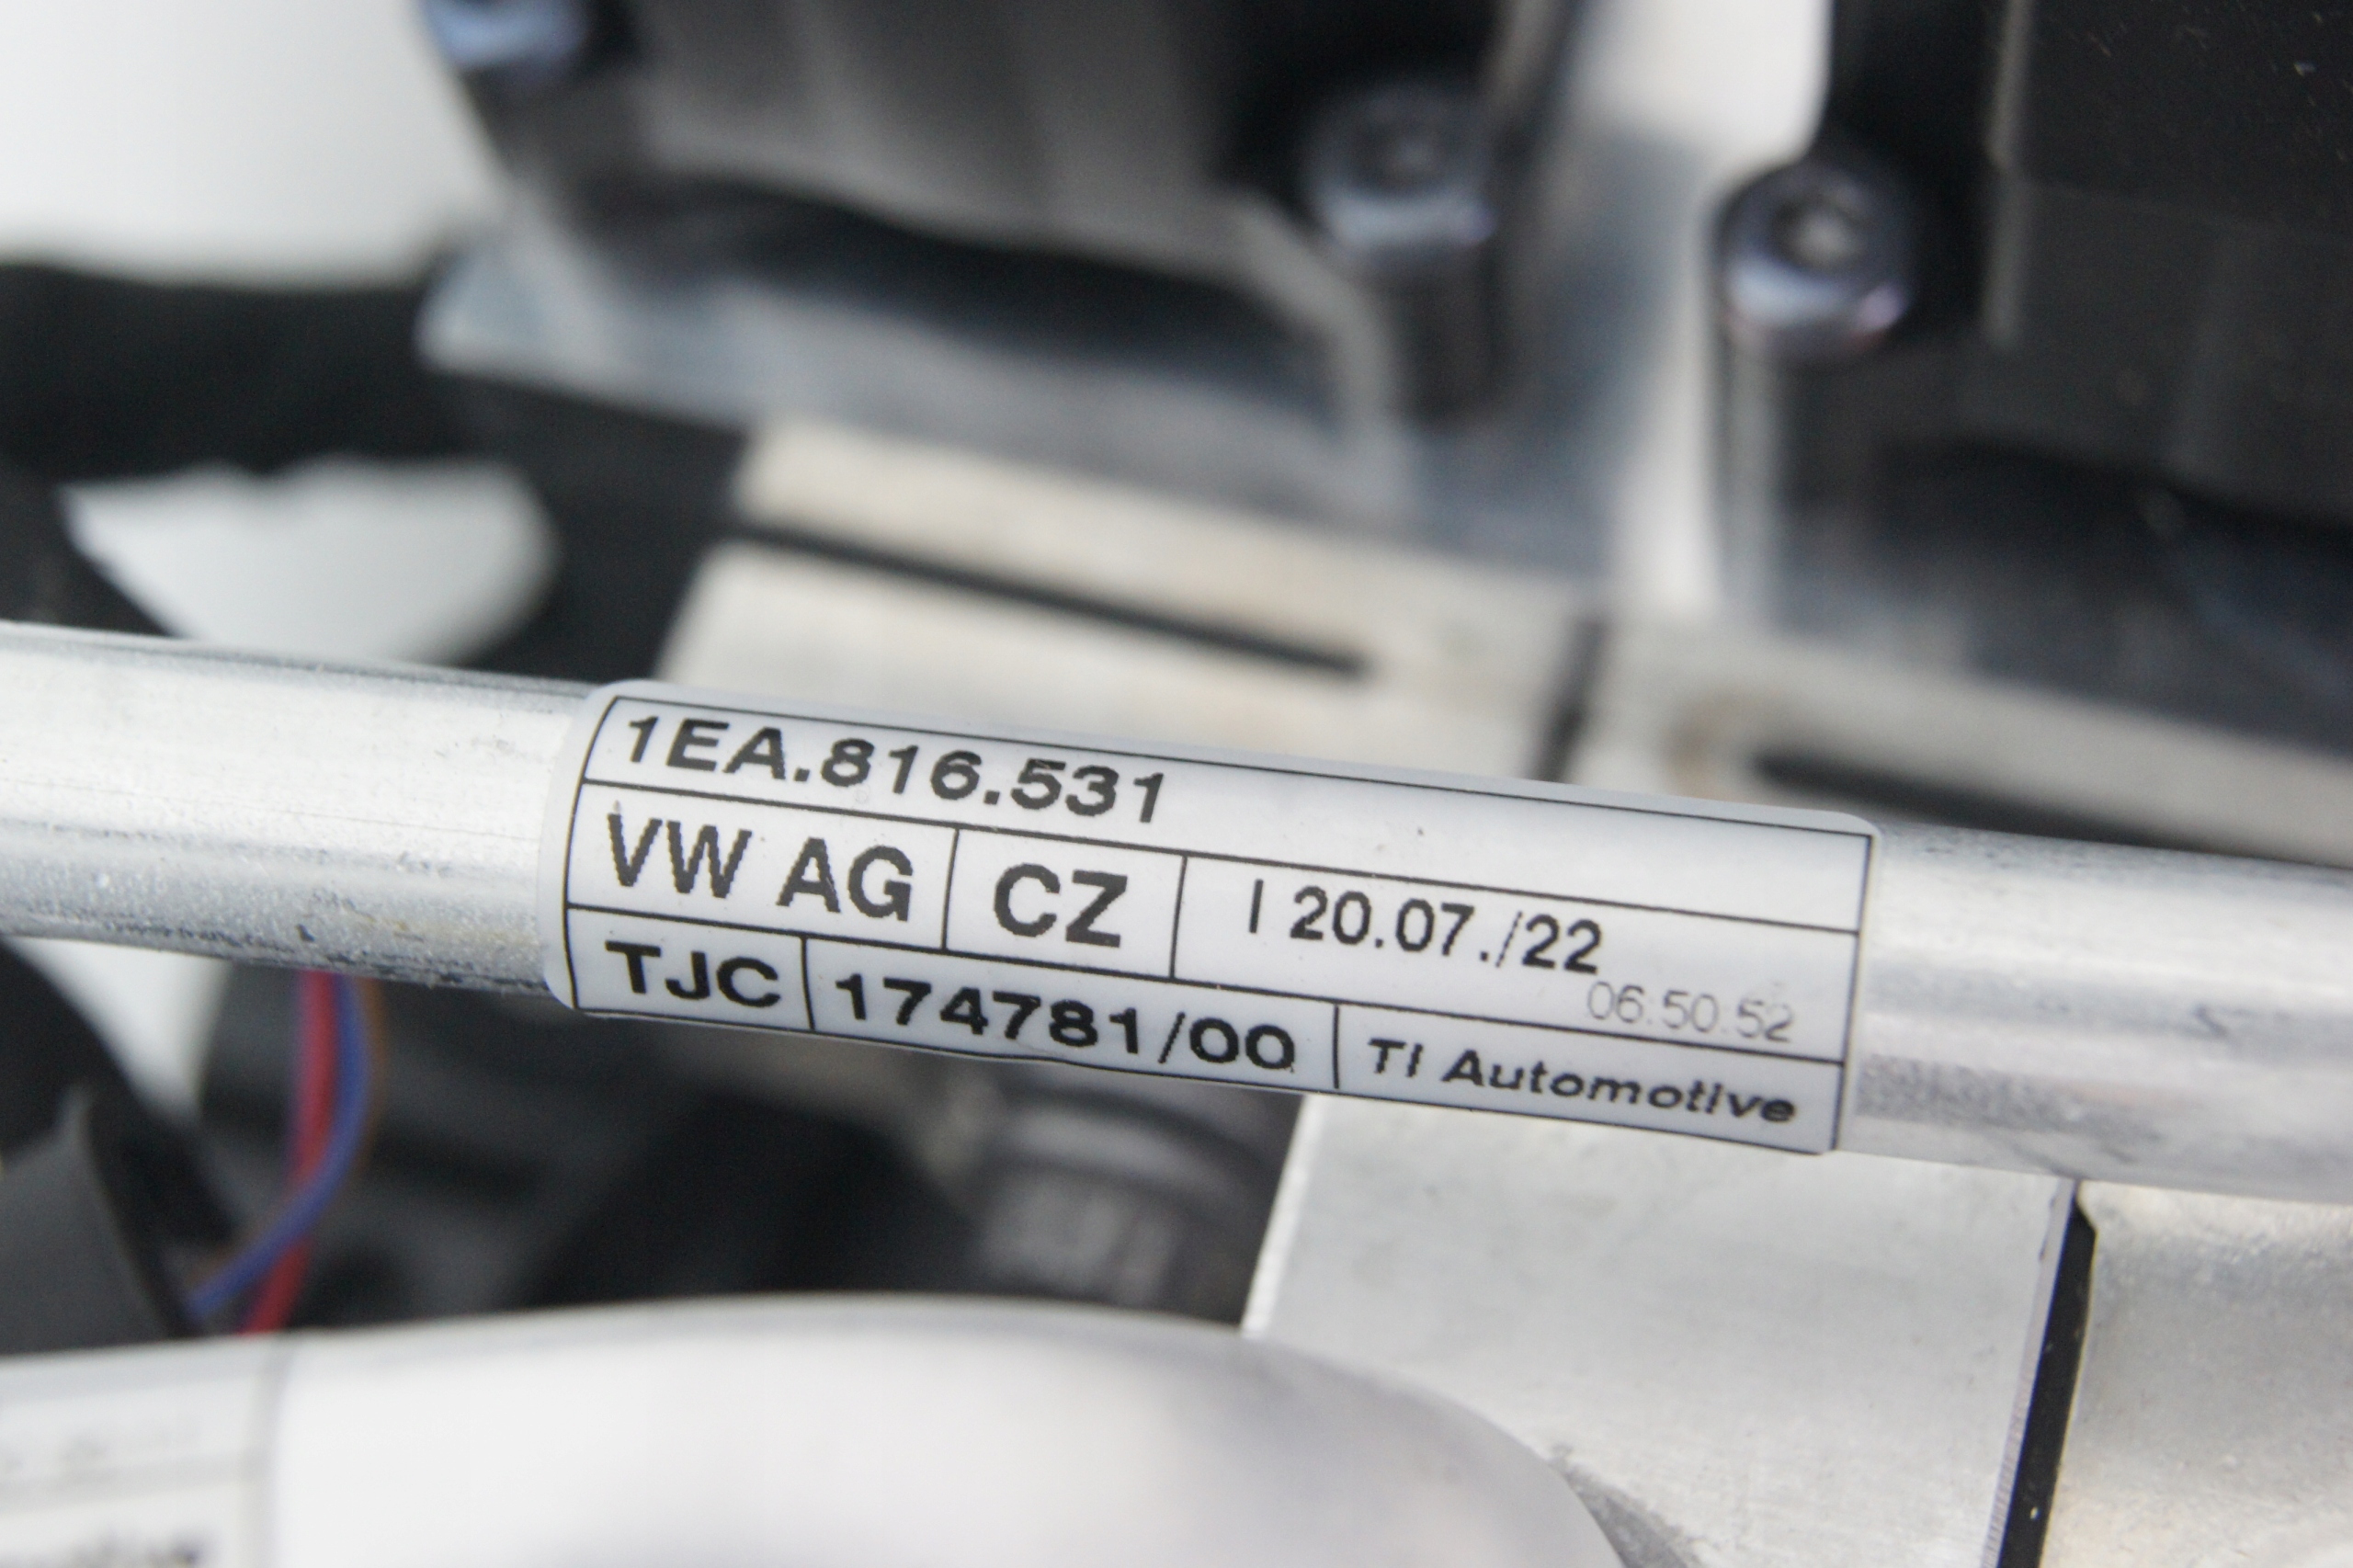 1EA.816.531
VW AG CZ I 20.07./22
06:50:52
TJC 174781/00 TI Automotive